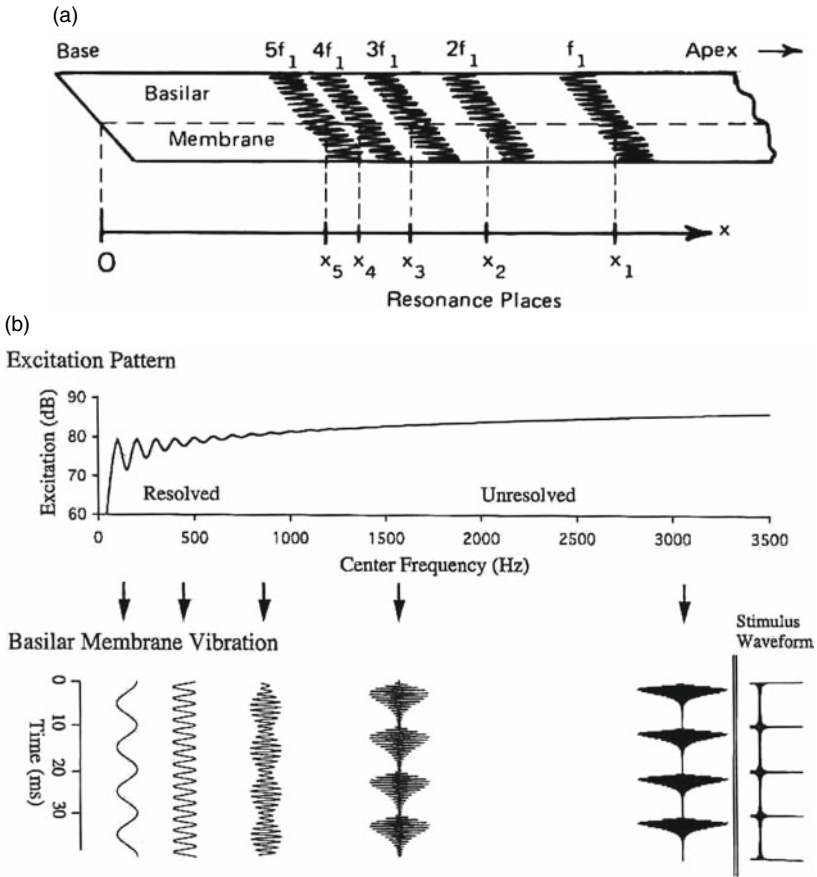 (a)
Base 5f₁ 4f₁ 3f₁ 2f₁ f₁ Apex
Basilar
Membrane
O x₅ x₄ x₃ x₂ x₁ x
Resonance Places
(b)
Excitation Pattern
Excitation (dB)
90
80
70
60
Resolved Unresolved
0 500 1000 1500 2000 2500 3000 3500
Center Frequency (Hz)
Basilar Membrane Vibration
Stimulus
Waveform
Time (ms)
0
10
20
30